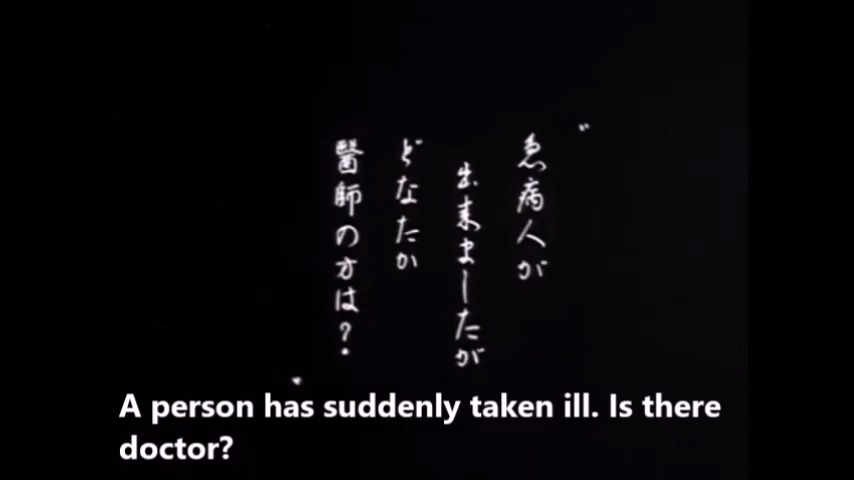 〝
急病人が
出来ましたが
どなたか
醫師の方は？
〟
A person has suddenly taken ill. Is there
doctor?